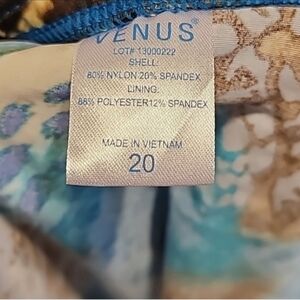 VENUS®
LOT# 13000222
SHELL:
80% NYLON 20% SPANDEX
LINING:
88% POLYESTER 12% SPANDEX
MADE IN VIETNAM
20